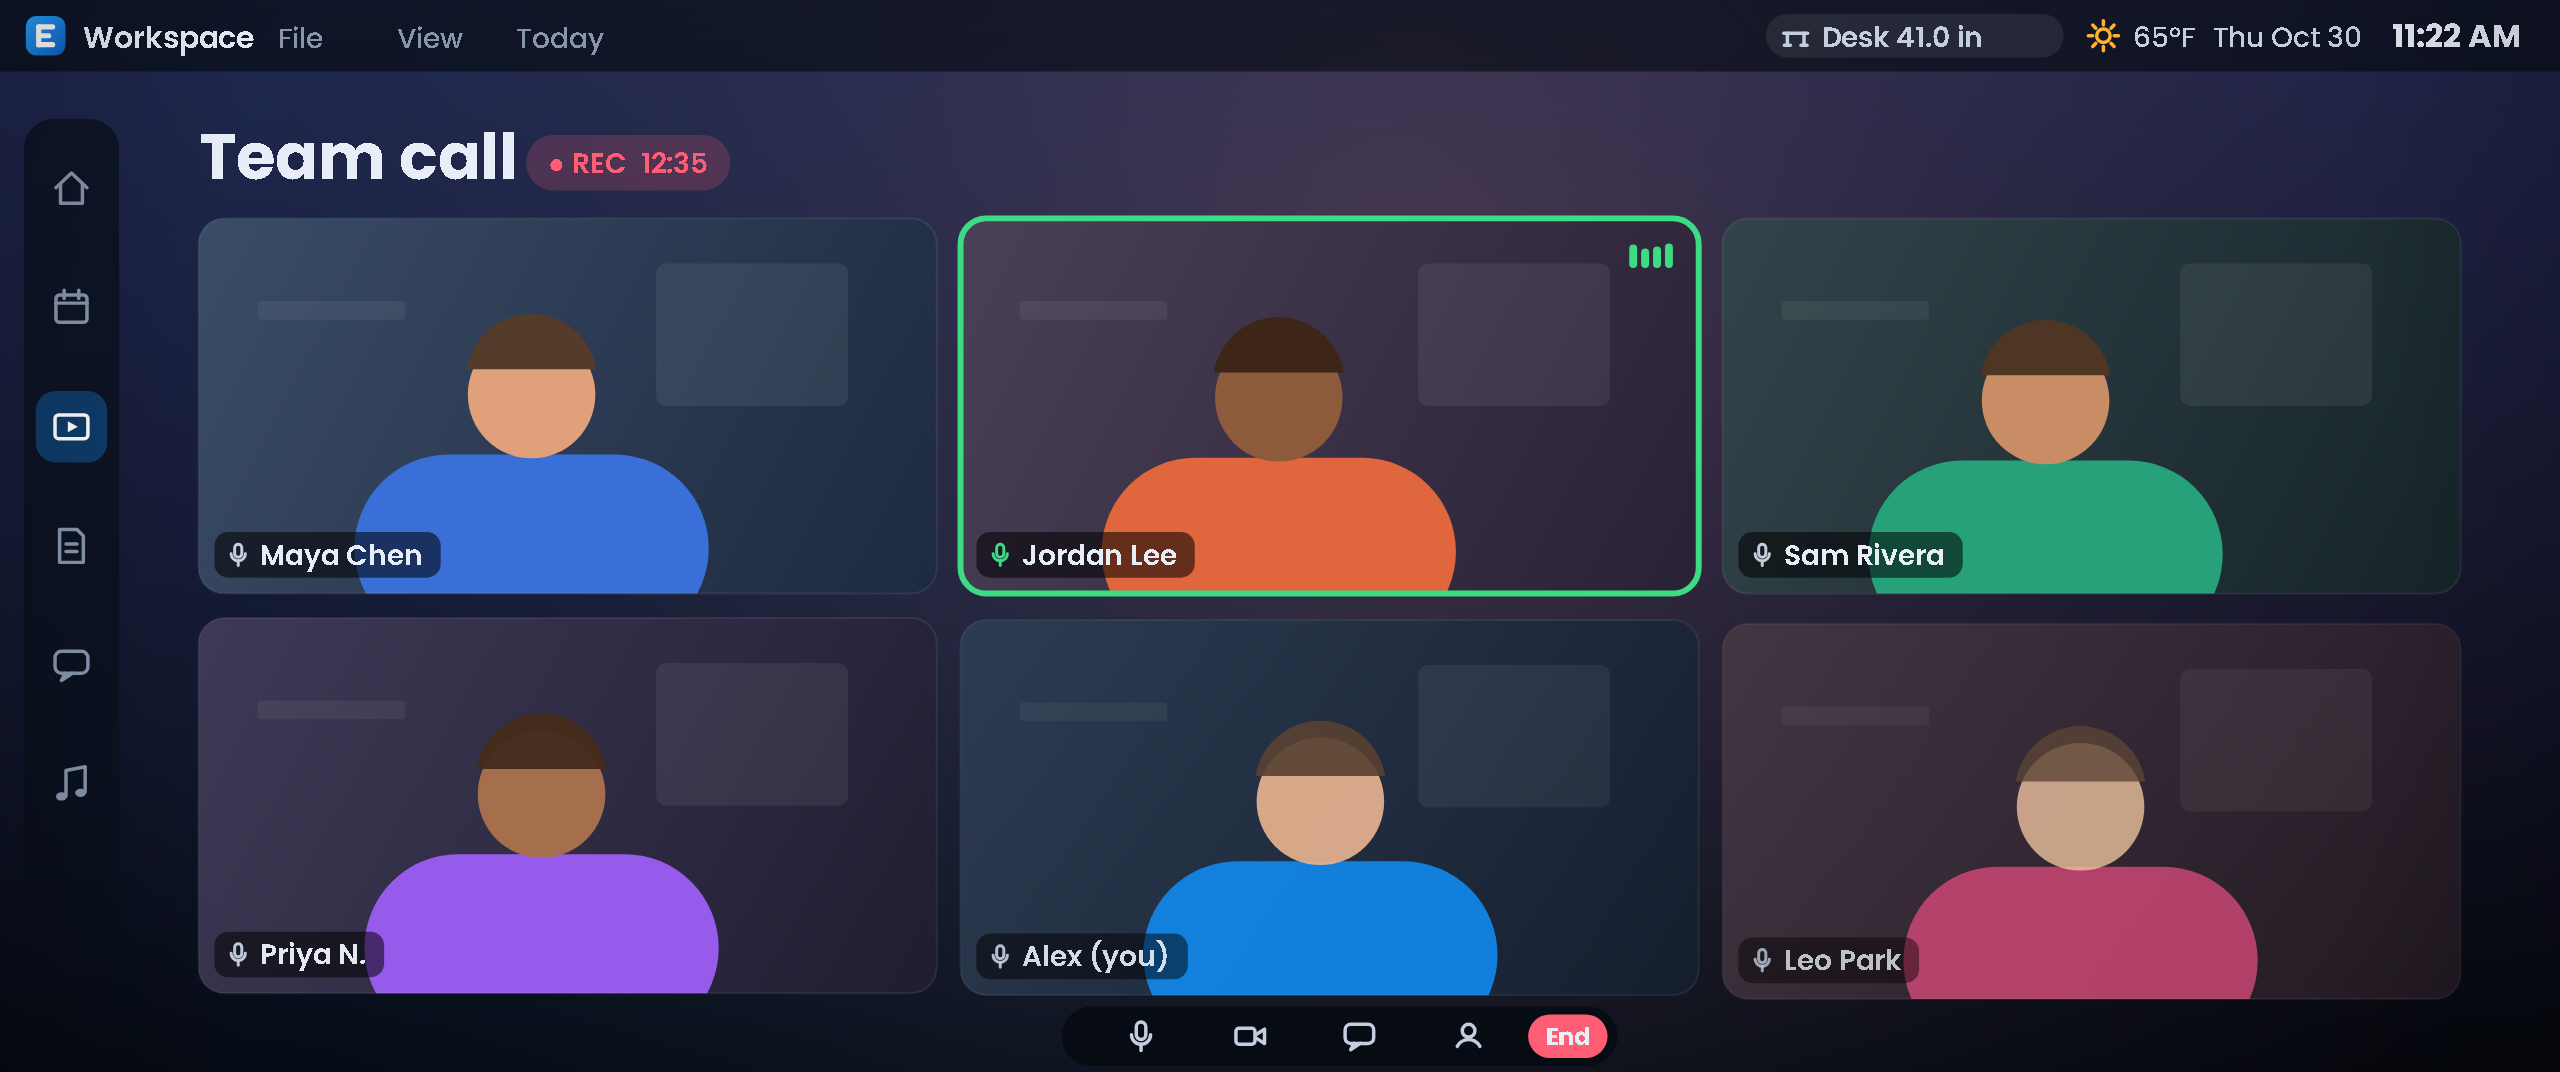 E Workspace File View Today Desk 41.0 in 65°F Thu Oct 30 11:22 AM
Team call REC 12:35
Maya Chen
Jordan Lee
Sam Rivera
Priya N.
Alex (you)
Leo Park
End